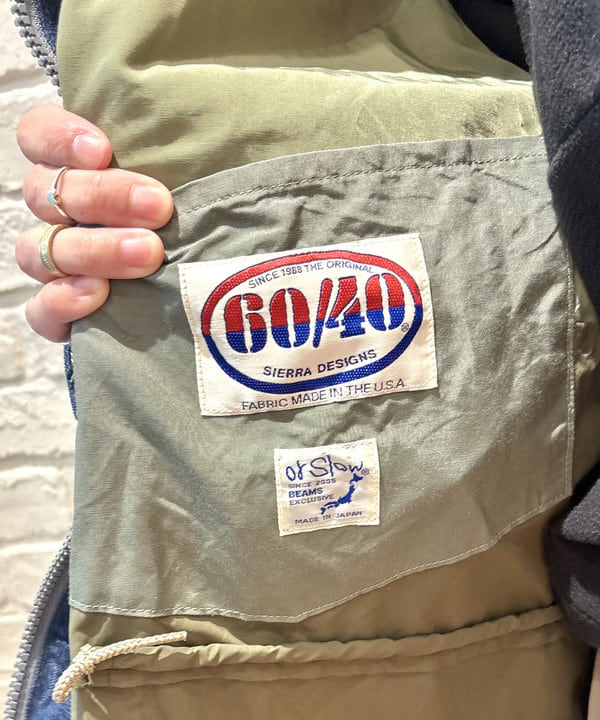 SINCE 1968 THE ORIGINAL
60/40®
SIERRA DESIGNS
FABRIC MADE IN THE U.S.A
or Slow®
SINCE 2005
BEAMS
EXCLUSIVE
MADE IN JAPAN